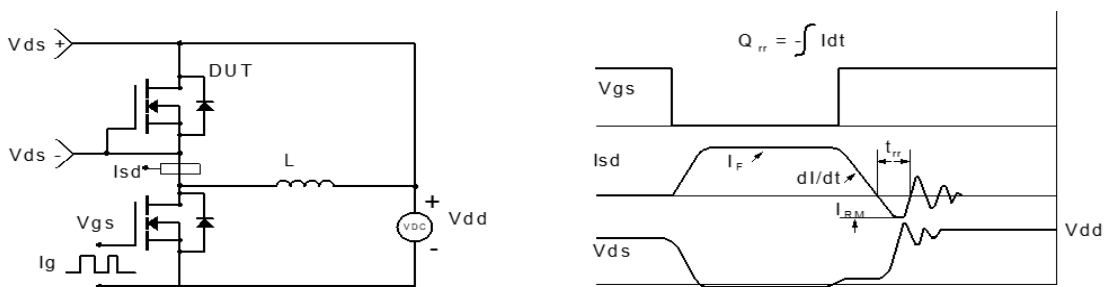 Vds +
DUT
Vds -
Isd
L
Vgs
Ig
+
VDC
-
Vdd
Q rr = -∫ Idt
Vgs
Isd
I F
dI/dt
t rr
I RM
Vds
Vdd